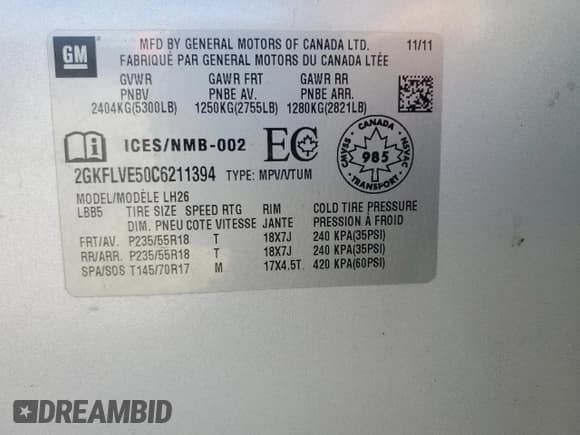 GM MFD BY GENERAL MOTORS OF CANADA LTD. 11/11
FABRIQUÉ PAR GENERAL MOTORS DU CANADA LTÉE
GVWR GAWR FRT GAWR RR
PNBV PNBE AV. PNBE ARR.
2404KG(5300LB) 1250KG(2755LB) 1280KG(2821LB)
ICES/NMB-002 EC CANADA CMVSS 985 NSVAC TRANSPORT
2GKFLVE50C6211394 TYPE: MPV/VTUM
MODEL/MODÈLE LH26
LBB5 TIRE SIZE SPEED RTG RIM COLD TIRE PRESSURE
DIM. PNEU COTE VITESSE JANTE PRESSION À FROID
FRT/AV. P235/55R18 T 18X7J 240 KPA(35PSI)
RR/ARR. P235/55R18 T 18X7J 240 KPA(35PSI)
SPA/SOS T145/70R17 M 17X4.5T. 420 KPA(60PSI)
DREAMBID